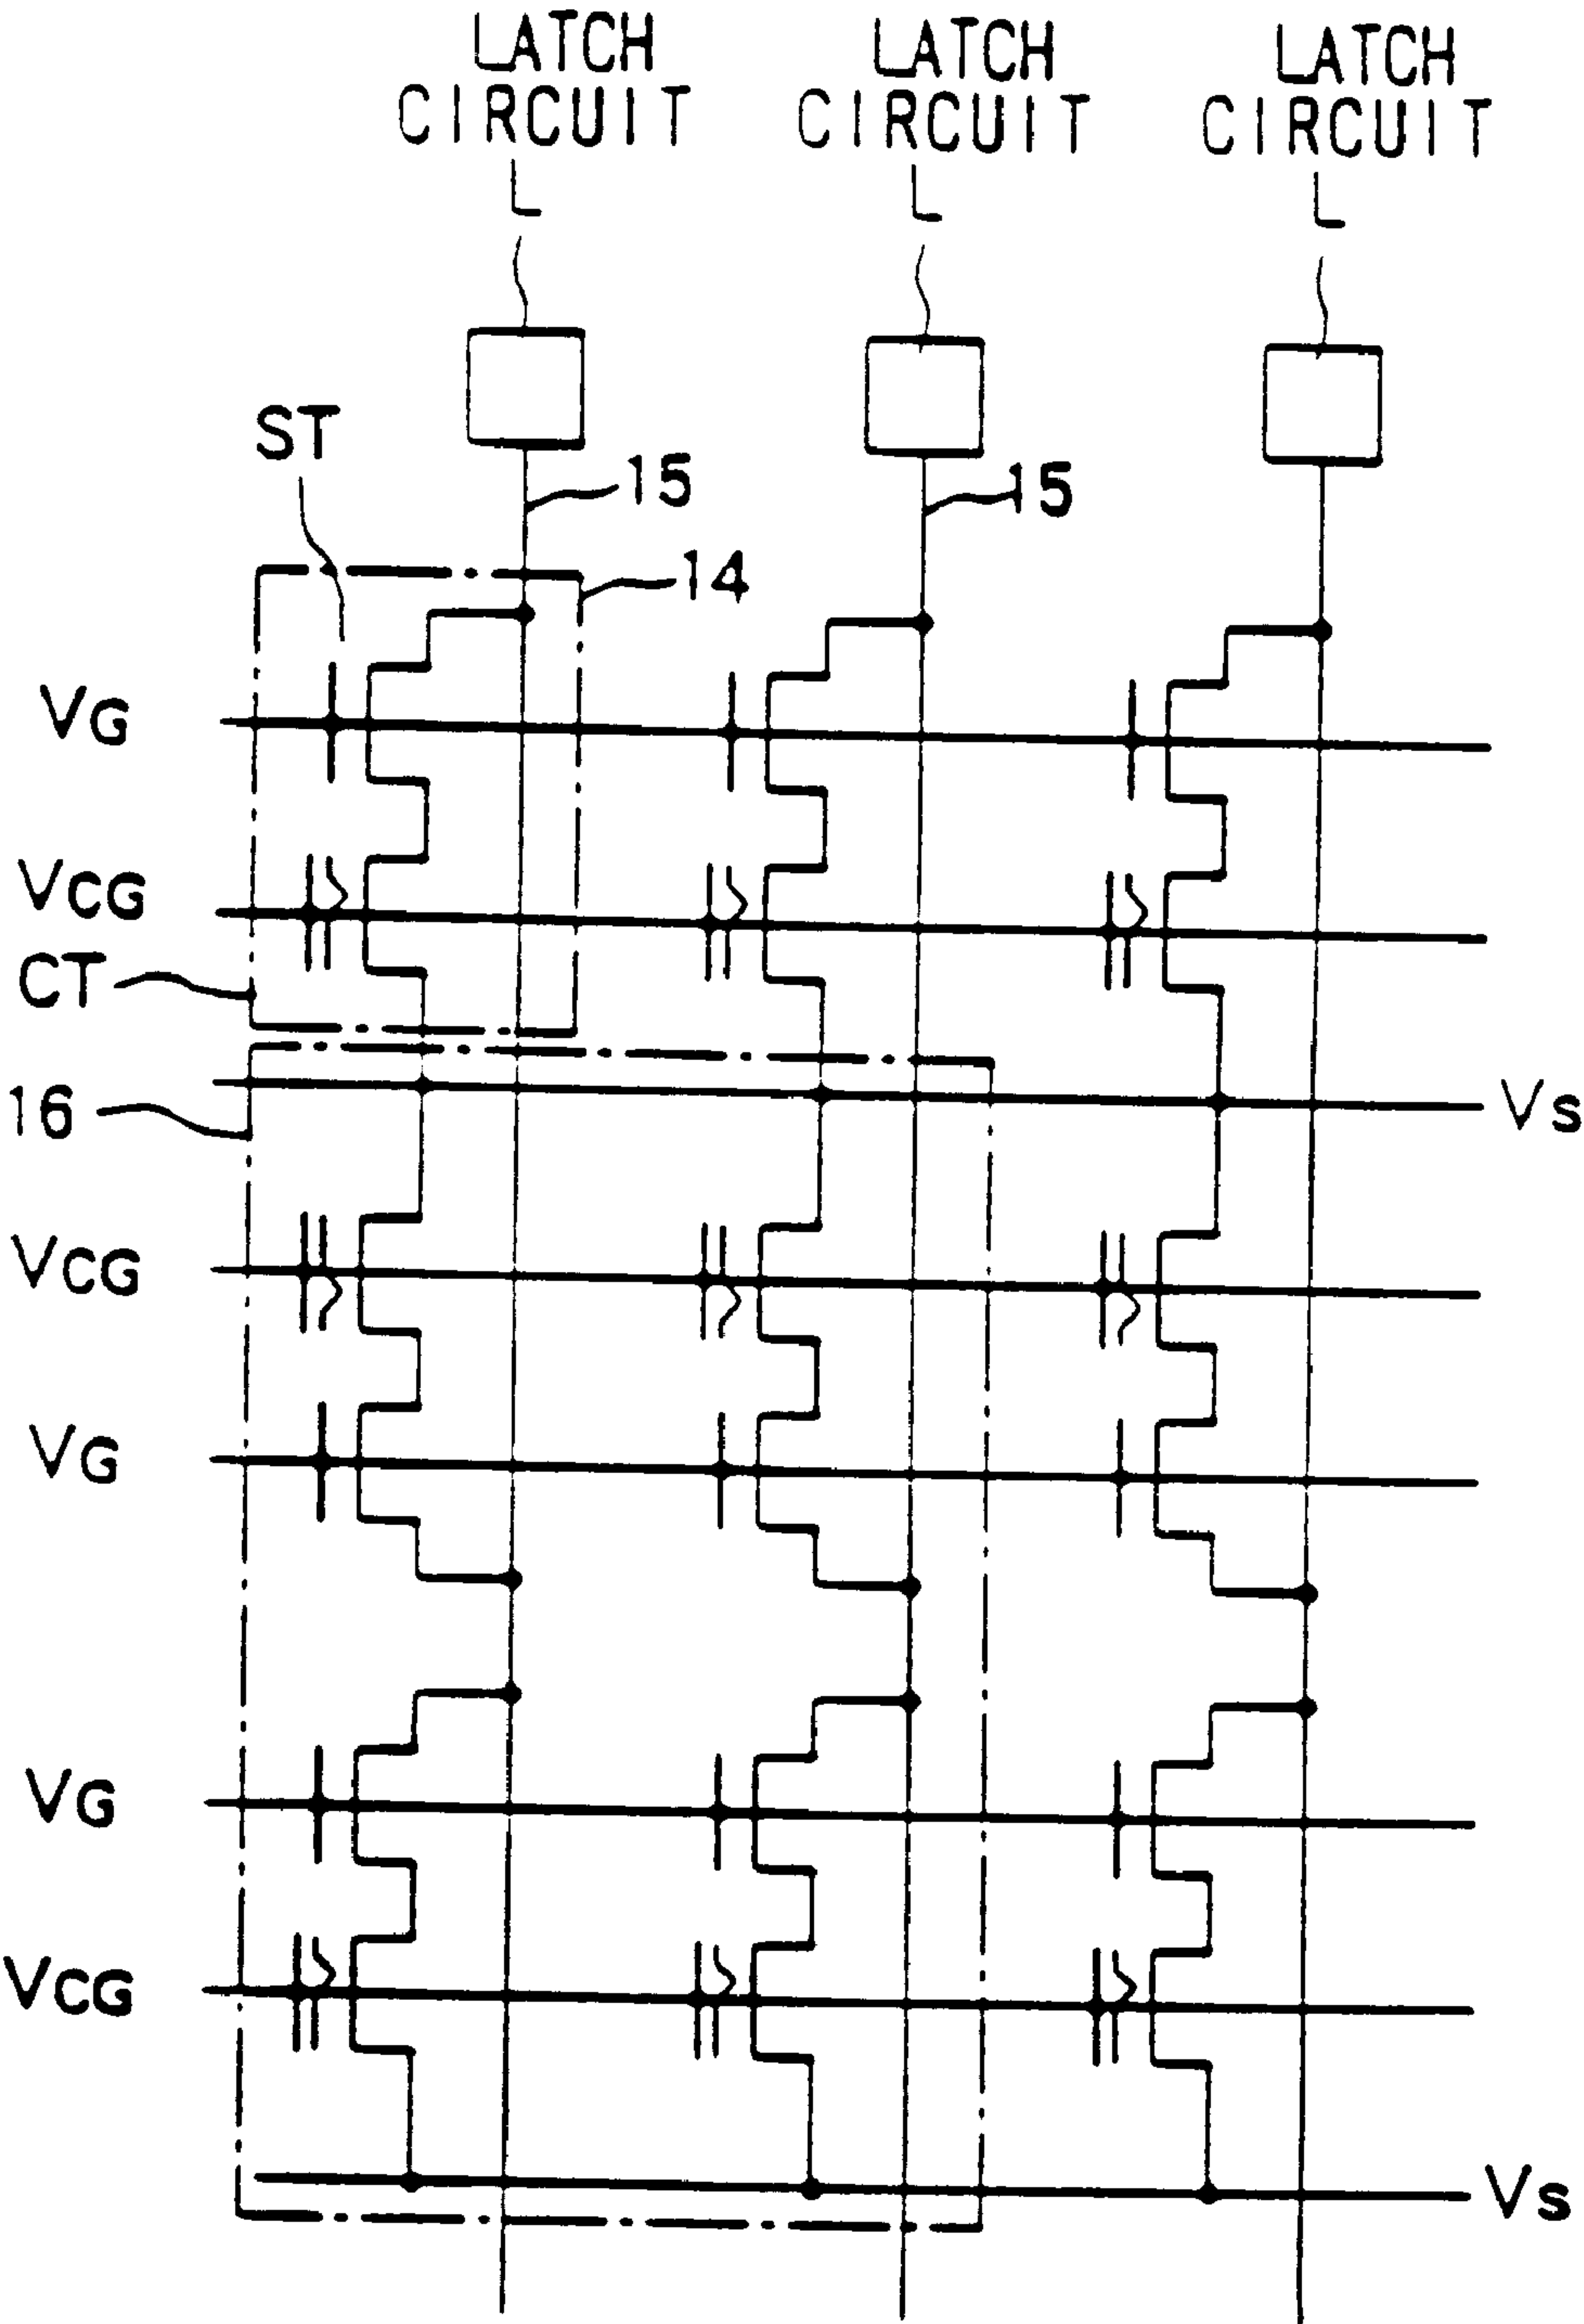 LATCH
CIRCUIT
L
LATCH
CIRCUIT
L
LATCH
CIRCUIT
L
ST
15
15
14
VG
VCG
CT
16
Vs
VCG
VG
VG
VCG
Vs